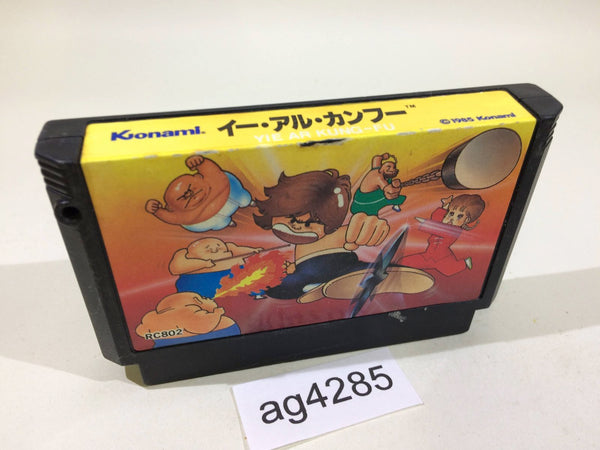 Konami. イー・アル・カンフー™
YIE AR KUNG-FU
©1985 Konami
RC802
ag4285